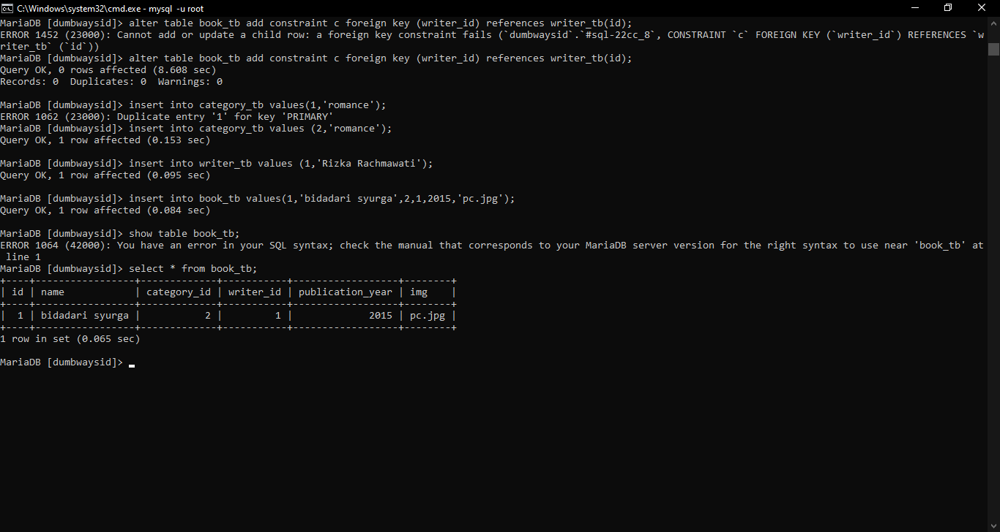 C:\Windows\system32\cmd.exe - mysql  -u root
MariaDB [dumbwaysid]> alter table book_tb add constraint c foreign key (writer_id) references writer_tb(id);
ERROR 1452 (23000): Cannot add or update a child row: a foreign key constraint fails (`dumbwaysid`.`#sql-22cc_8`, CONSTRAINT `c` FOREIGN KEY (`writer_id`) REFERENCES `w
riter_tb` (`id`))
MariaDB [dumbwaysid]> alter table book_tb add constraint c foreign key (writer_id) references writer_tb(id);
Query OK, 0 rows affected (8.608 sec)
Records: 0  Duplicates: 0  Warnings: 0
MariaDB [dumbwaysid]> insert into category_tb values(1,'romance');
ERROR 1062 (23000): Duplicate entry '1' for key 'PRIMARY'
MariaDB [dumbwaysid]> insert into category_tb values (2,'romance');
Query OK, 1 row affected (0.153 sec)
MariaDB [dumbwaysid]> insert into writer_tb values (1,'Rizka Rachmawati');
Query OK, 1 row affected (0.095 sec)
MariaDB [dumbwaysid]> insert into book_tb values(1,'bidadari syurga',2,1,2015,'pc.jpg');
Query OK, 1 row affected (0.084 sec)
MariaDB [dumbwaysid]> show table book_tb;
ERROR 1064 (42000): You have an error in your SQL syntax; check the manual that corresponds to your MariaDB server version for the right syntax to use near 'book_tb' at
 line 1
MariaDB [dumbwaysid]> select * from book_tb;
+----+-----------------+-------------+-----------+------------------+--------+
| id | name            | category_id | writer_id | publication_year | img    |
+----+-----------------+-------------+-----------+------------------+--------+
|  1 | bidadari syurga |           2 |         1 |             2015 | pc.jpg |
+----+-----------------+-------------+-----------+------------------+--------+
1 row in set (0.065 sec)
MariaDB [dumbwaysid]> _